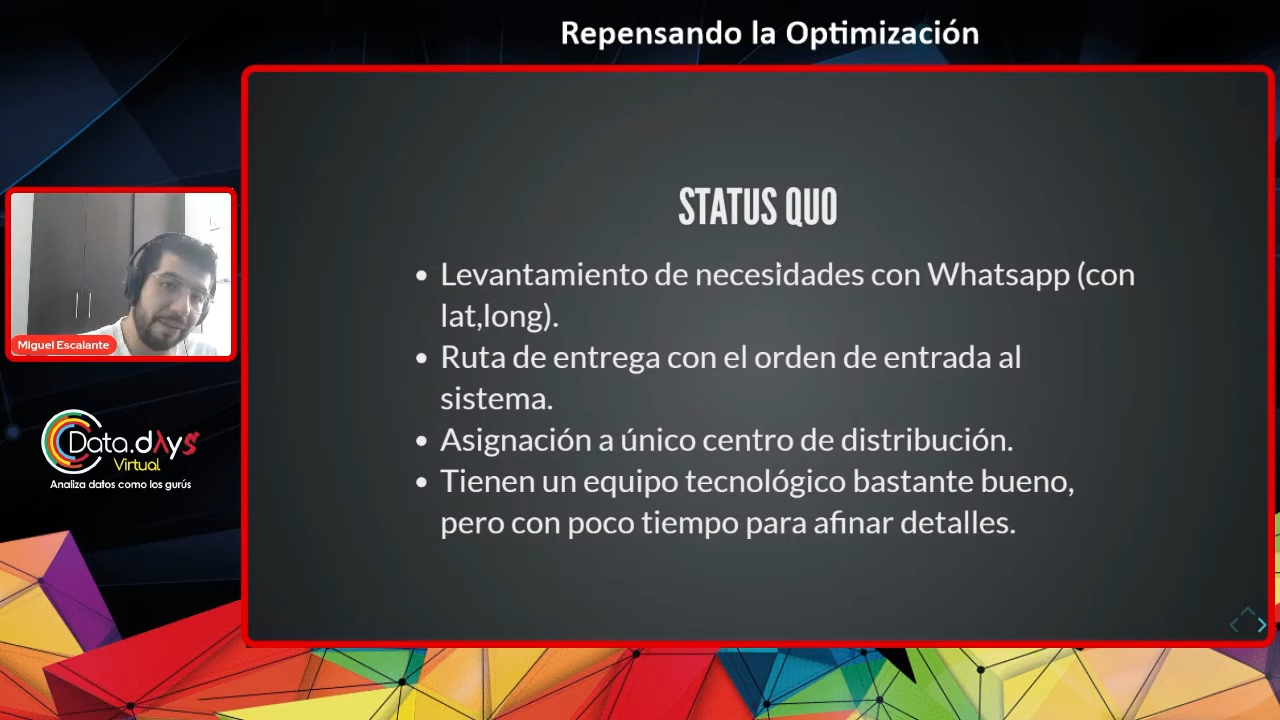 Repensando la Optimización
STATUS QUO
• Levantamiento de necesidades con Whatsapp (con
lat,long).
• Ruta de entrega con el orden de entrada al
sistema.
• Asignación a único centro de distribución.
• Tienen un equipo tecnológico bastante bueno,
pero con poco tiempo para afinar detalles.
Miguel Escalante
Data.dAys
Virtual
Analiza datos como los gurús